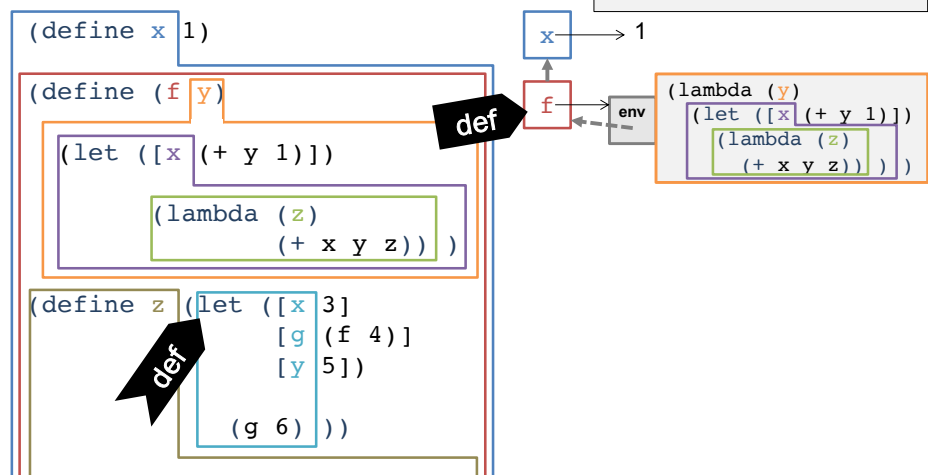 (define x 1)
(define (f y)
(let ([x (+ y 1)])
(lambda (z)
(+ x y z)) )
(define z (let ([x 3]
[g (f 4)]
[y 5])
(g 6) ))
def
x 1
f
def
env
(lambda (y)
(let ([x (+ y 1)])
(lambda (z)
(+ x y z)) ) )